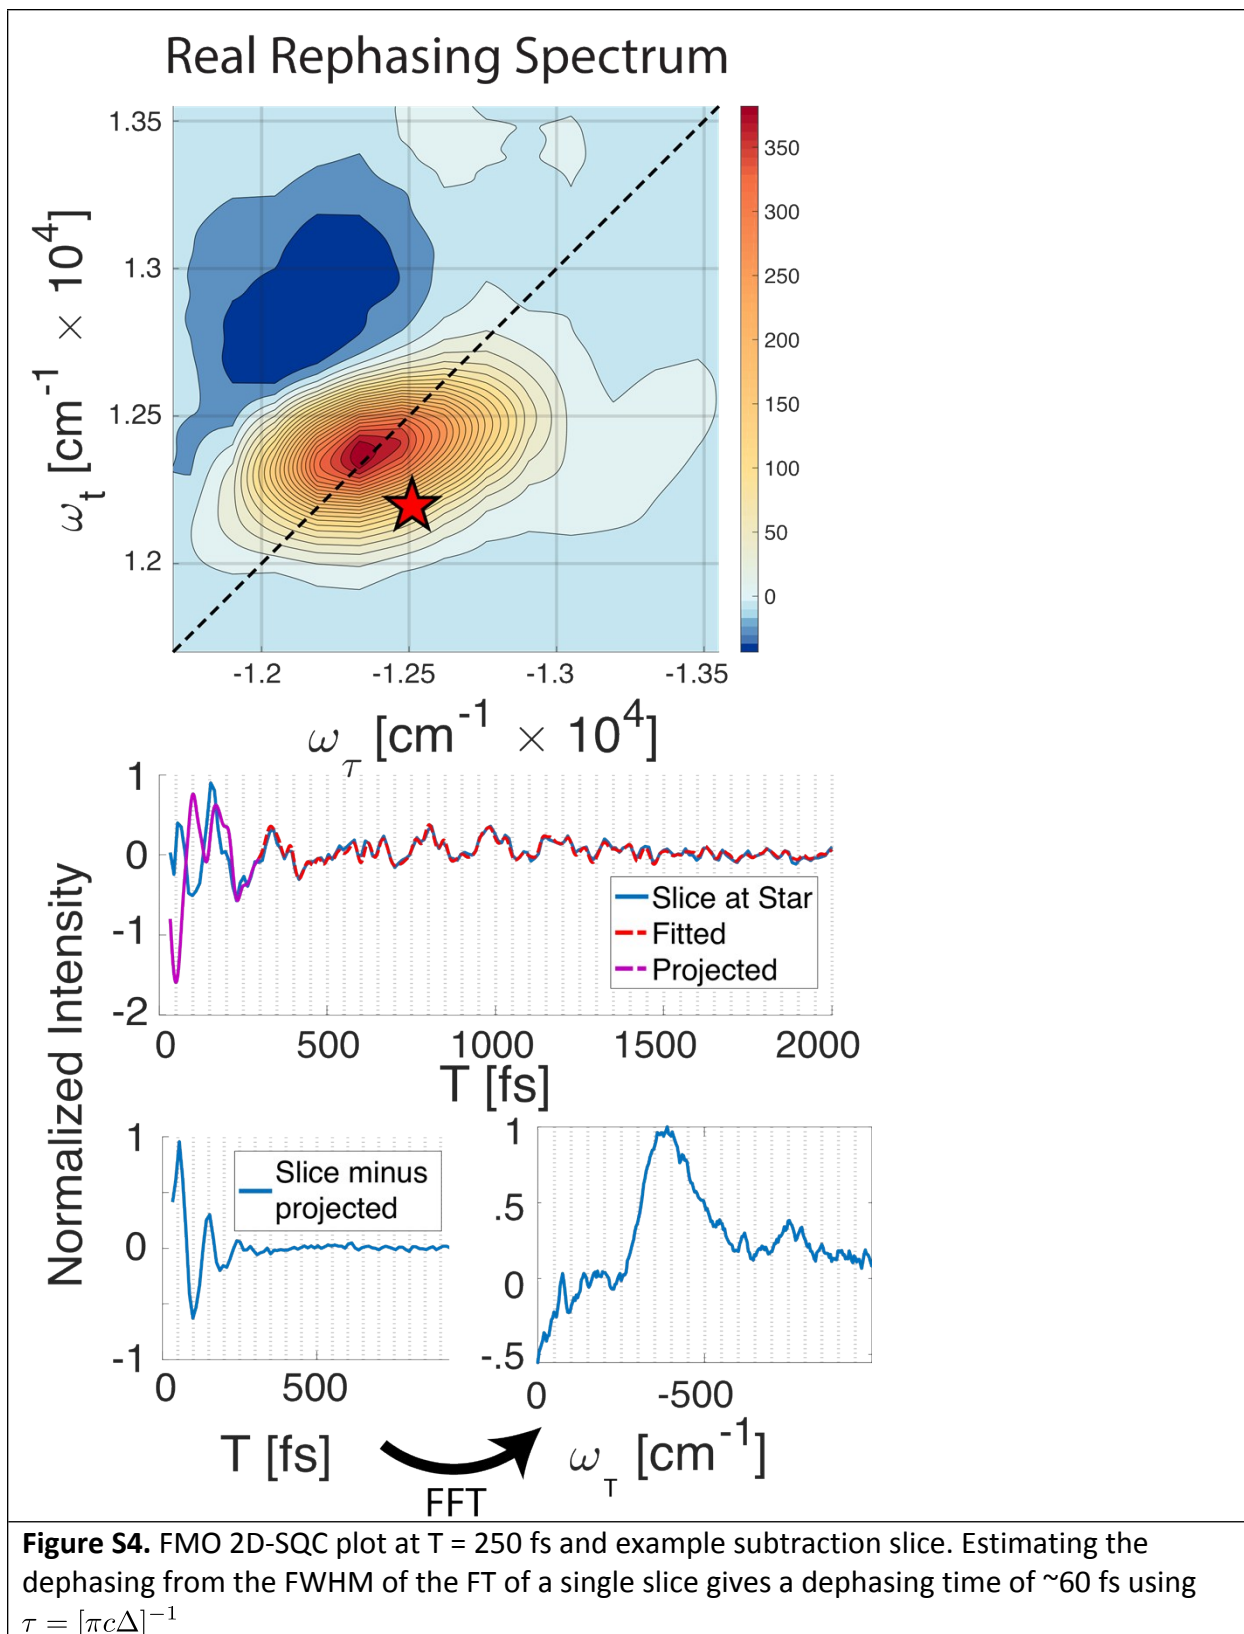 Real Rephasing Spectrum
1.35
1.3
1.25
1.2
ω_t [cm^-1 × 10^4]
350
300
250
200
150
100
50
0
-1.2 -1.25 -1.3 -1.35
ω_τ [cm^-1 × 10^4]
Normalized Intensity
1
0
-1
-2
Slice at Star
Fitted
Projected
0 500 1000 1500 2000
T [fs]
1
0
-1
Slice minus
projected
0 500
T [fs]
1
.5
0
-.5
0 -500
ω_T [cm^-1]
FFT
Figure S4. FMO 2D-SQC plot at T = 250 fs and example subtraction slice. Estimating the
dephasing from the FWHM of the FT of a single slice gives a dephasing time of ~60 fs using
τ = [πcΔ]^-1